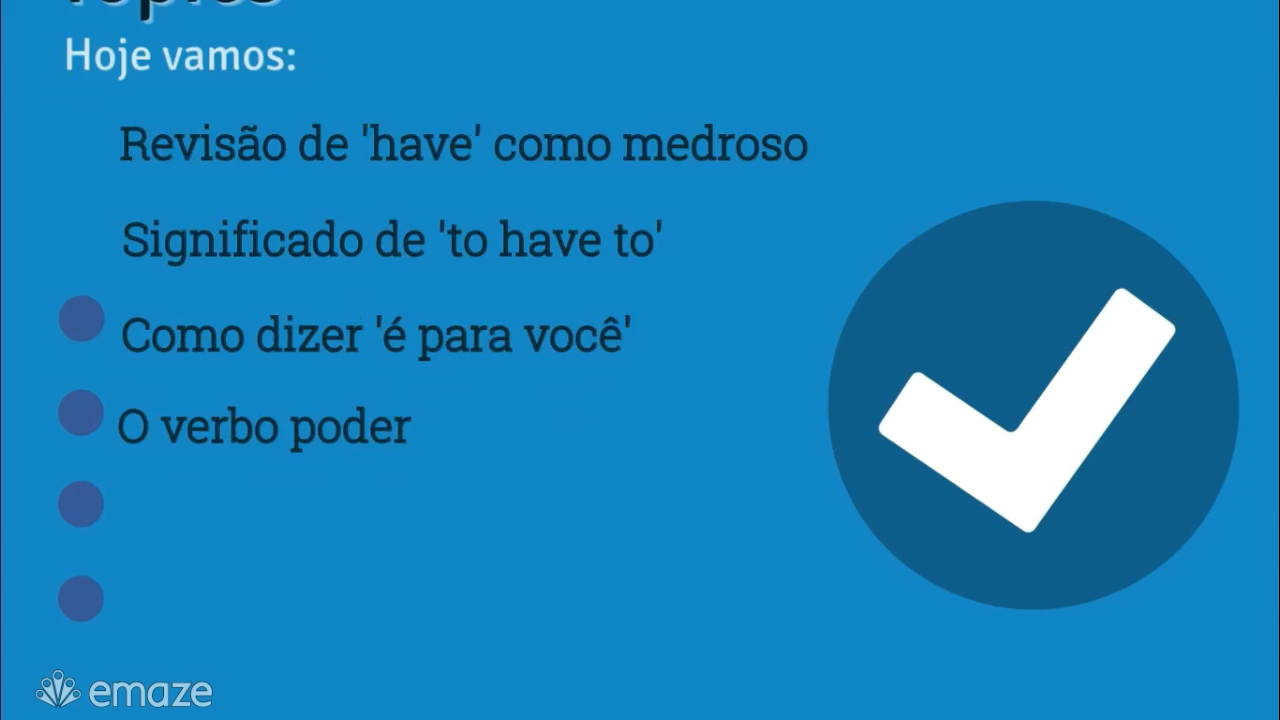 Topics
Hoje vamos:
Revisão de 'have' como medroso
Significado de 'to have to'
Como dizer 'é para você'
O verbo poder
emaze